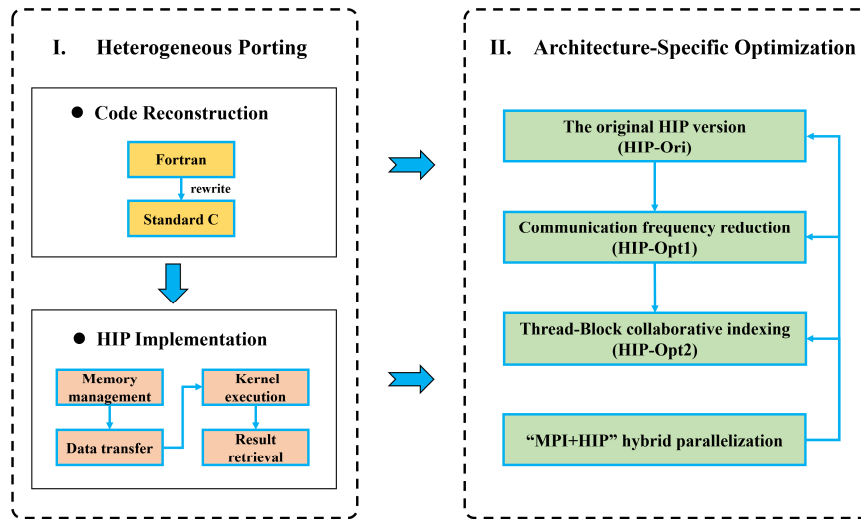 I. Heterogeneous Porting
● Code Reconstruction
Fortran
rewrite
Standard C
● HIP Implementation
Memory
management
Data transfer
Kernel
execution
Result
retrieval
II. Architecture-Specific Optimization
The original HIP version
(HIP-Ori)
Communication frequency reduction
(HIP-Opt1)
Thread-Block collaborative indexing
(HIP-Opt2)
“MPI+HIP” hybrid parallelization